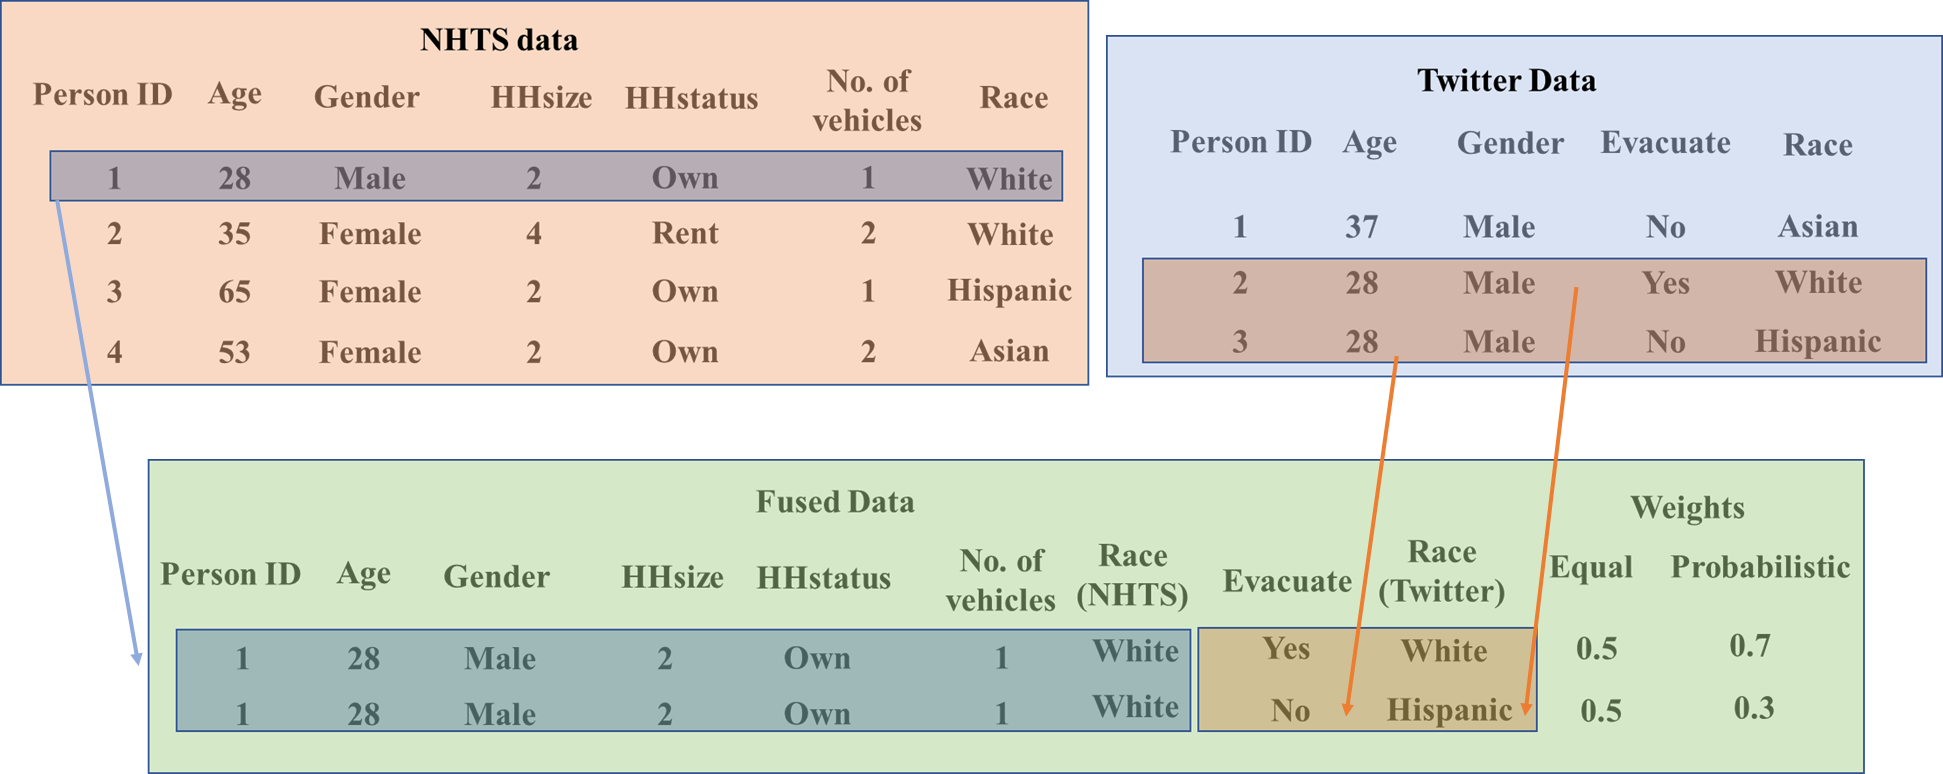 NHTS data
Person ID Age Gender HHsize HHstatus No. of vehicles Race
1 28 Male 2 Own 1 White
2 35 Female 4 Rent 2 White
3 65 Female 2 Own 1 Hispanic
4 53 Female 2 Own 2 Asian
Twitter Data
Person ID Age Gender Evacuate Race
1 37 Male No Asian
2 28 Male Yes White
3 28 Male No Hispanic
Fused Data
Weights
Person ID Age Gender HHsize HHstatus No. of vehicles Race (NHTS) Evacuate Race (Twitter) Equal Probabilistic
1 28 Male 2 Own 1 White Yes White 0.5 0.7
1 28 Male 2 Own 1 White No Hispanic 0.5 0.3